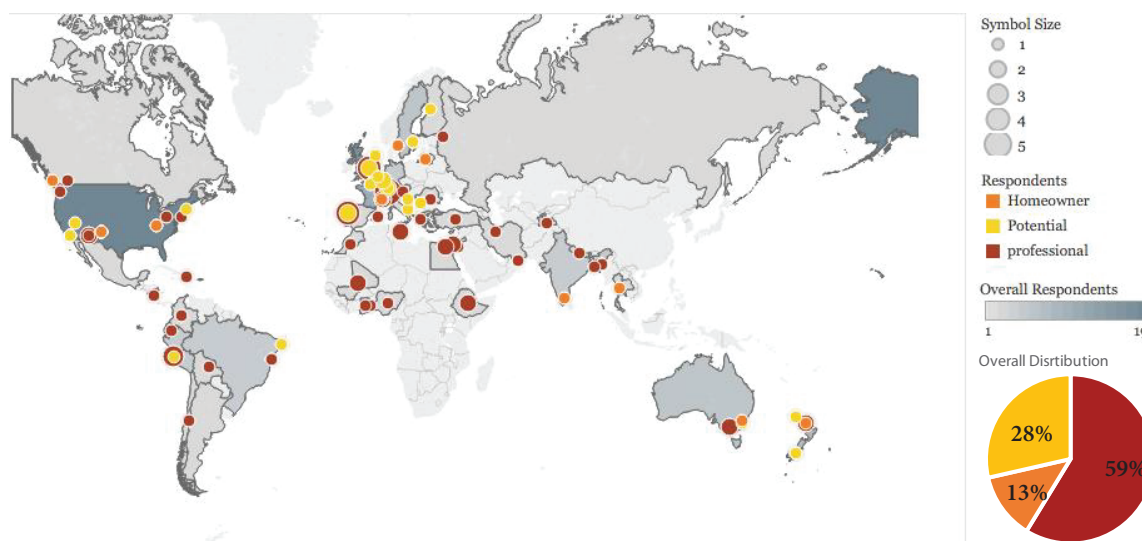 Symbol Size
1
2
3
4
5
Respondents
Homeowner
Potential
professional
Overall Respondents
1 19
Overall Disrtibution
28%
13%
59%